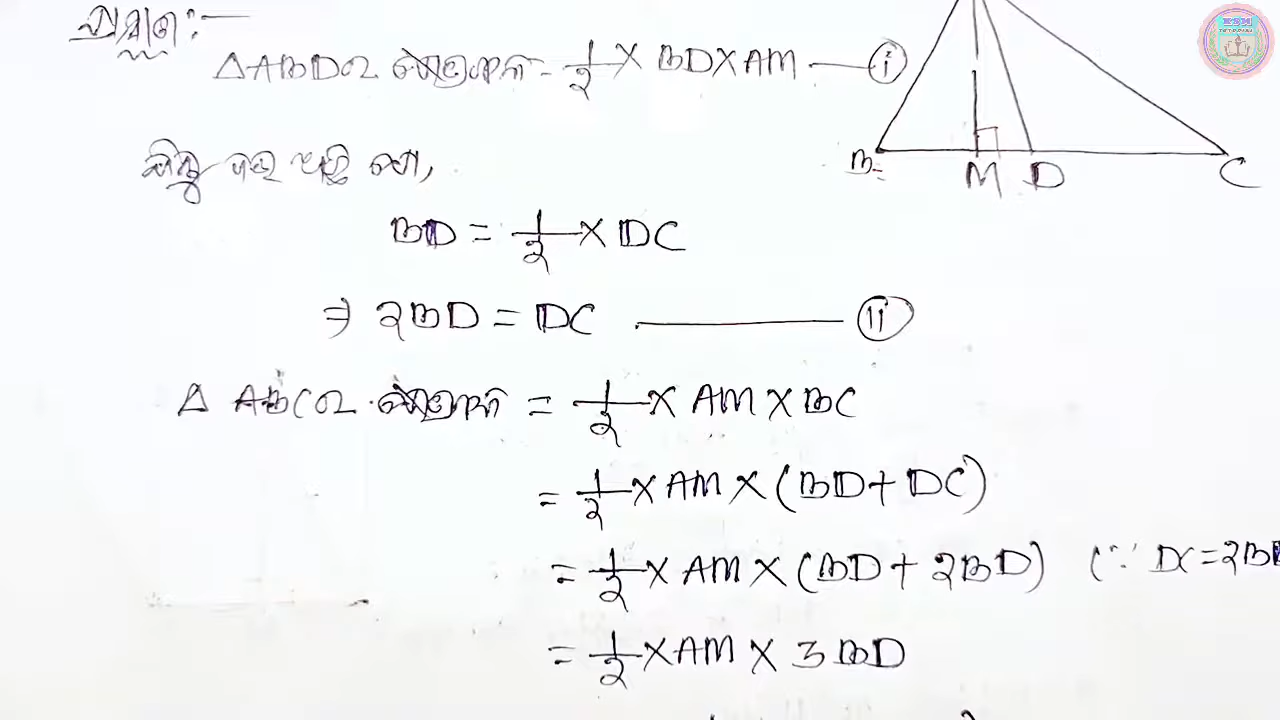 ପ୍ରମାଣ :-
△ABDର କ୍ଷେତ୍ରଫଳ = 1/2 × BD × AM — (i)
କିନ୍ତୁ ଦତ୍ତ ଅଛି ଯେ,
BD = 1/2 × DC
⇒ 2BD = DC — (ii)
△ ABCର କ୍ଷେତ୍ରଫଳ = 1/2 × AM × BC
= 1/2 × AM × (BD + DC)
= 1/2 × AM × (BD + 2BD) (∵ DC = 2BD
= 1/2 × AM × 3BD
B M D C